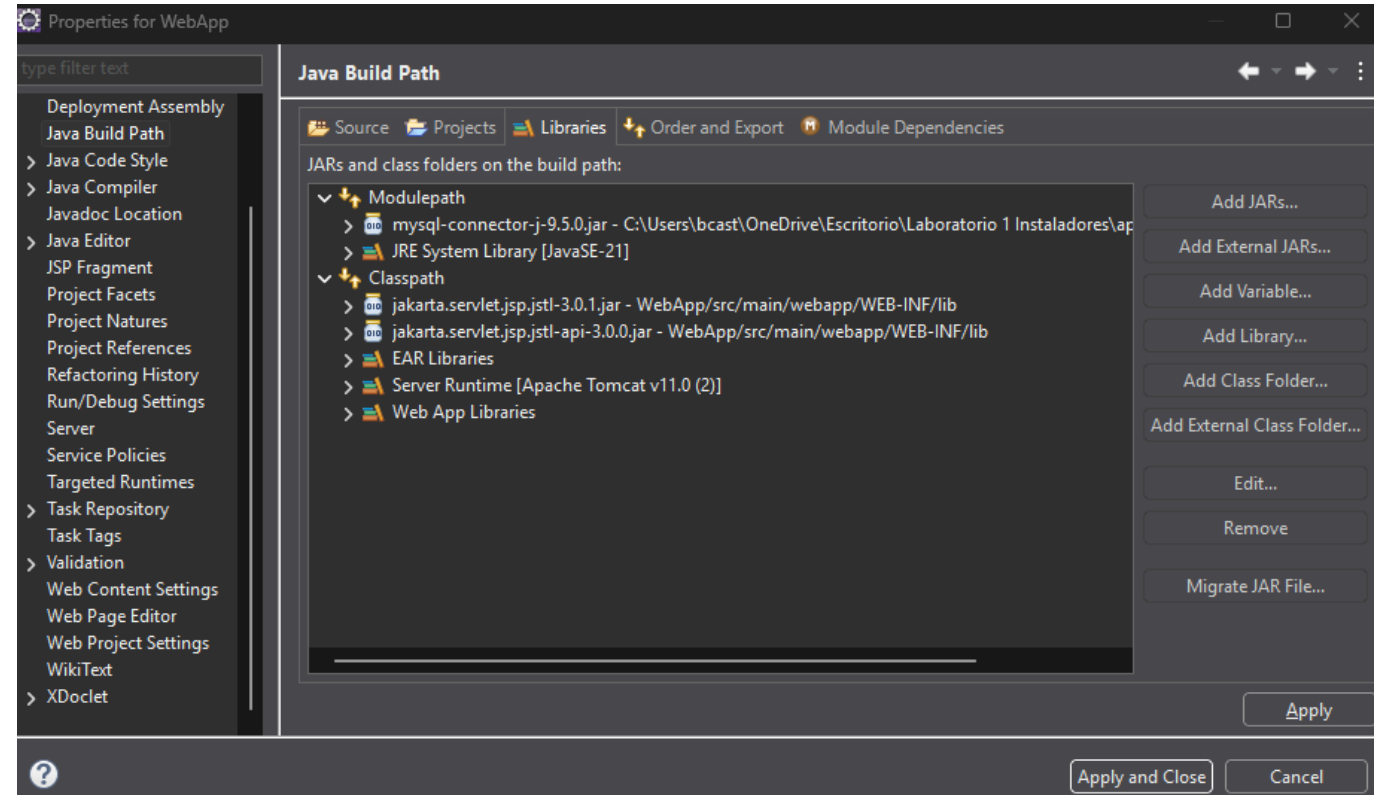 Properties for WebApp
type filter text
Deployment Assembly
Java Build Path
Java Code Style
Java Compiler
Javadoc Location
Java Editor
JSP Fragment
Project Facets
Project Natures
Project References
Refactoring History
Run/Debug Settings
Server
Service Policies
Targeted Runtimes
Task Repository
Task Tags
Validation
Web Content Settings
Web Page Editor
Web Project Settings
WikiText
XDoclet
Java Build Path
Source Projects Libraries Order and Export Module Dependencies
JARs and class folders on the build path:
Modulepath
mysql-connector-j-9.5.0.jar - C:\Users\bcast\OneDrive\Escritorio\Laboratorio 1 Instaladores\ap
JRE System Library [JavaSE-21]
Classpath
jakarta.servlet.jsp.jstl-3.0.1.jar - WebApp/src/main/webapp/WEB-INF/lib
jakarta.servlet.jsp.jstl-api-3.0.0.jar - WebApp/src/main/webapp/WEB-INF/lib
EAR Libraries
Server Runtime [Apache Tomcat v11.0 (2)]
Web App Libraries
Add JARs...
Add External JARs...
Add Variable...
Add Library...
Add Class Folder...
Add External Class Folder...
Edit...
Remove
Migrate JAR File...
Apply
Apply and Close
Cancel